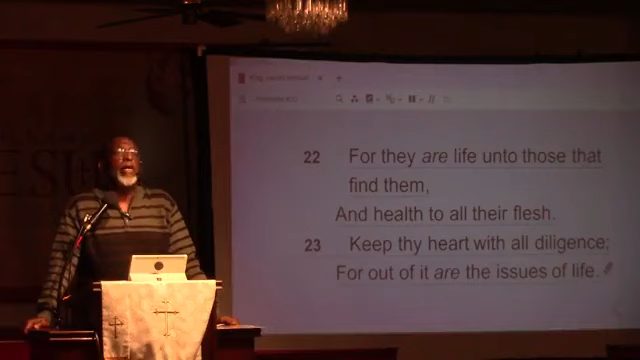 22 For they are life unto those that
find them,
And health to all their flesh.
23 Keep thy heart with all diligence;
For out of it are the issues of life.